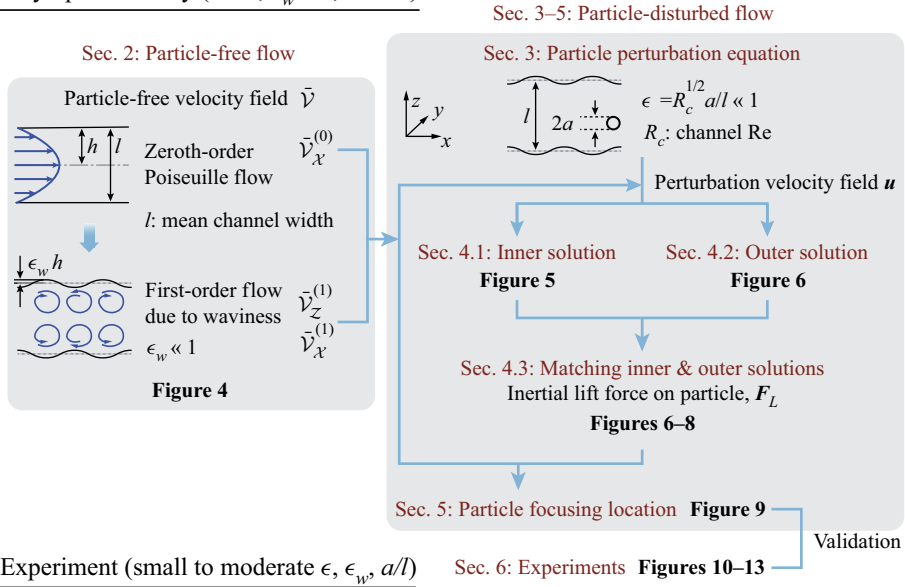 Sec. 3–5: Particle-disturbed flow
Sec. 2: Particle-free flow
Particle-free velocity field 𝒱̄
h
l
Zeroth-order
Poiseuille flow
𝒱̄_𝒳^(0)
l: mean channel width
ϵ_w h
First-order flow
due to waviness
ϵ_w ≪ 1
𝒱̄_𝒵^(1)
𝒱̄_𝒳^(1)
Figure 4
Sec. 3: Particle perturbation equation
z
y
x
l
2a
ϵ =R_c^1/2 a/l ≪ 1
R_c: channel Re
Perturbation velocity field u
Sec. 4.1: Inner solution
Figure 5
Sec. 4.2: Outer solution
Figure 6
Sec. 4.3: Matching inner & outer solutions
Inertial lift force on particle, F_L
Figures 6–8
Sec. 5: Particle focusing location Figure 9
Validation
Experiment (small to moderate ϵ, ϵ_w, a/l)
Sec. 6: Experiments Figures 10–13